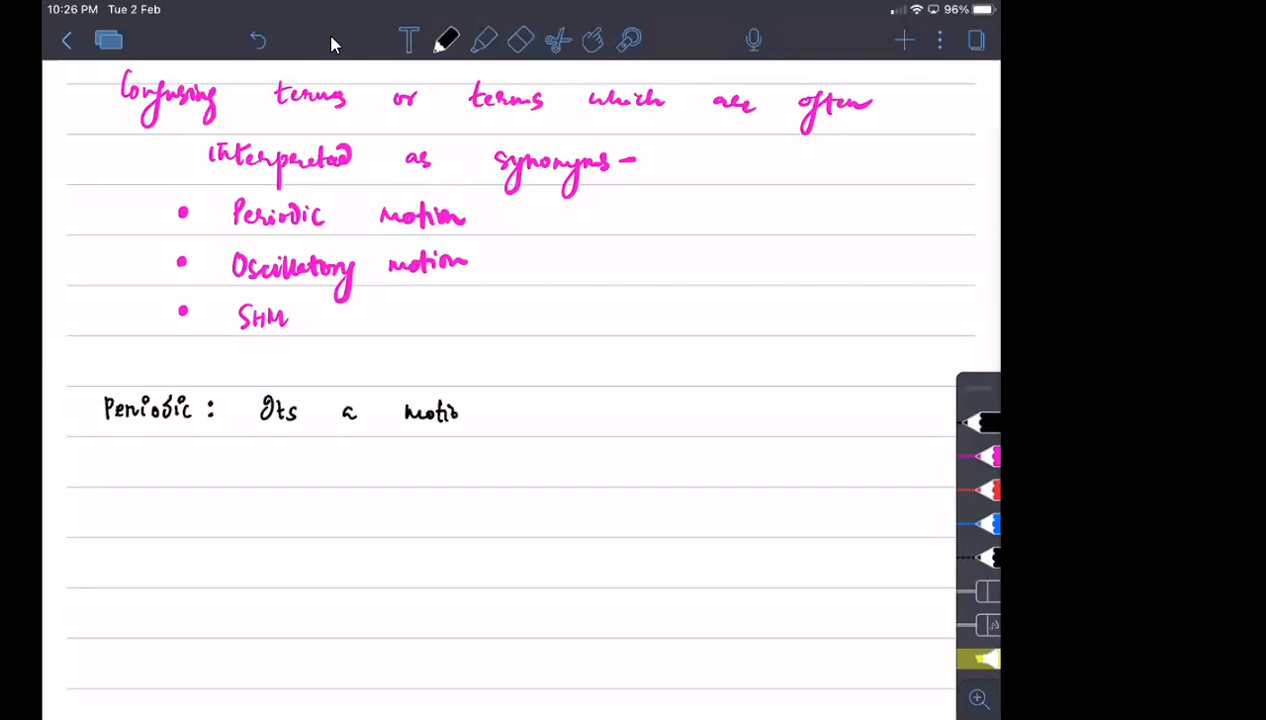 10:26 PM Tue 2 Feb 96%
Confusing terms or terms which are often
interpreted as synonyms -
• Periodic motion
• Oscillatory motion
• SHM
Periodic : Its a motio